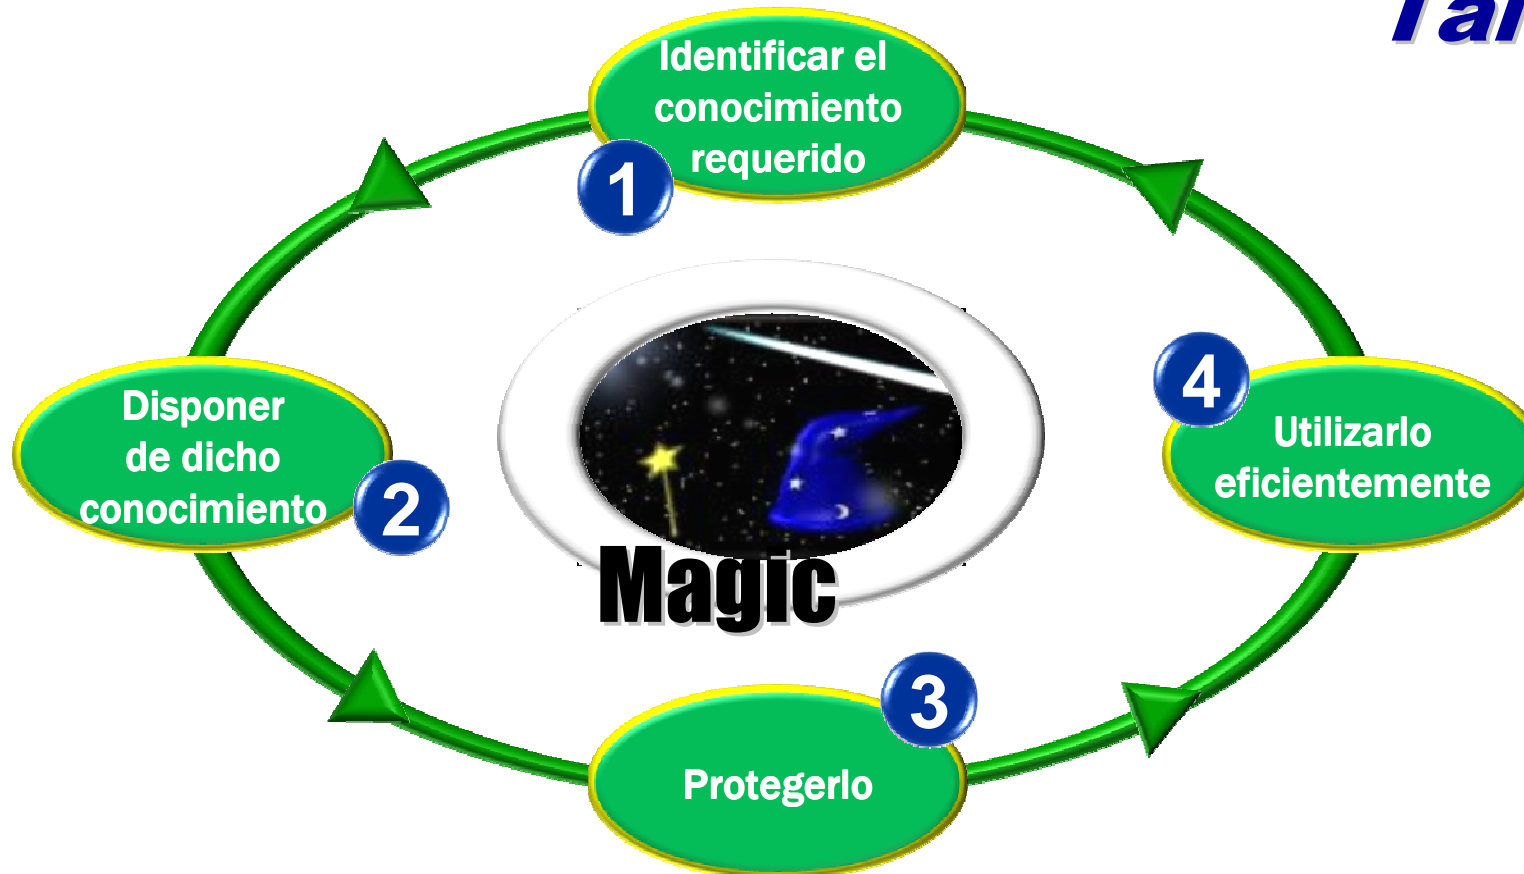 Identificar el
conocimiento
requerido
1
Disponer
de dicho
conocimiento
2
Magic
3
Protegerlo
4
Utilizarlo
eficientemente